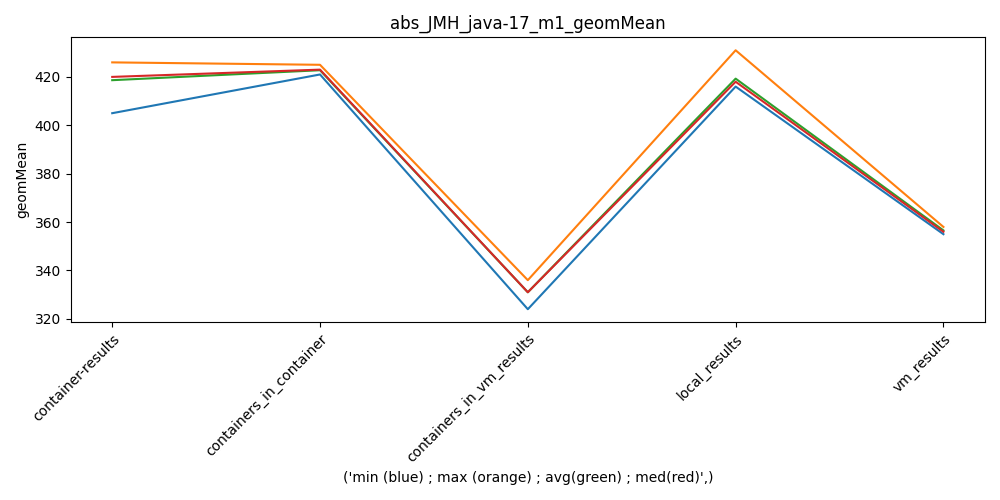 abs_JMH_java-17_m1_geomMean
geomMean
420
400
380
360
340
320
container-results
containers_in_container
containers_in_vm_results
local_results
vm_results
('min (blue) ; max (orange) ; avg(green) ; med(red)',)